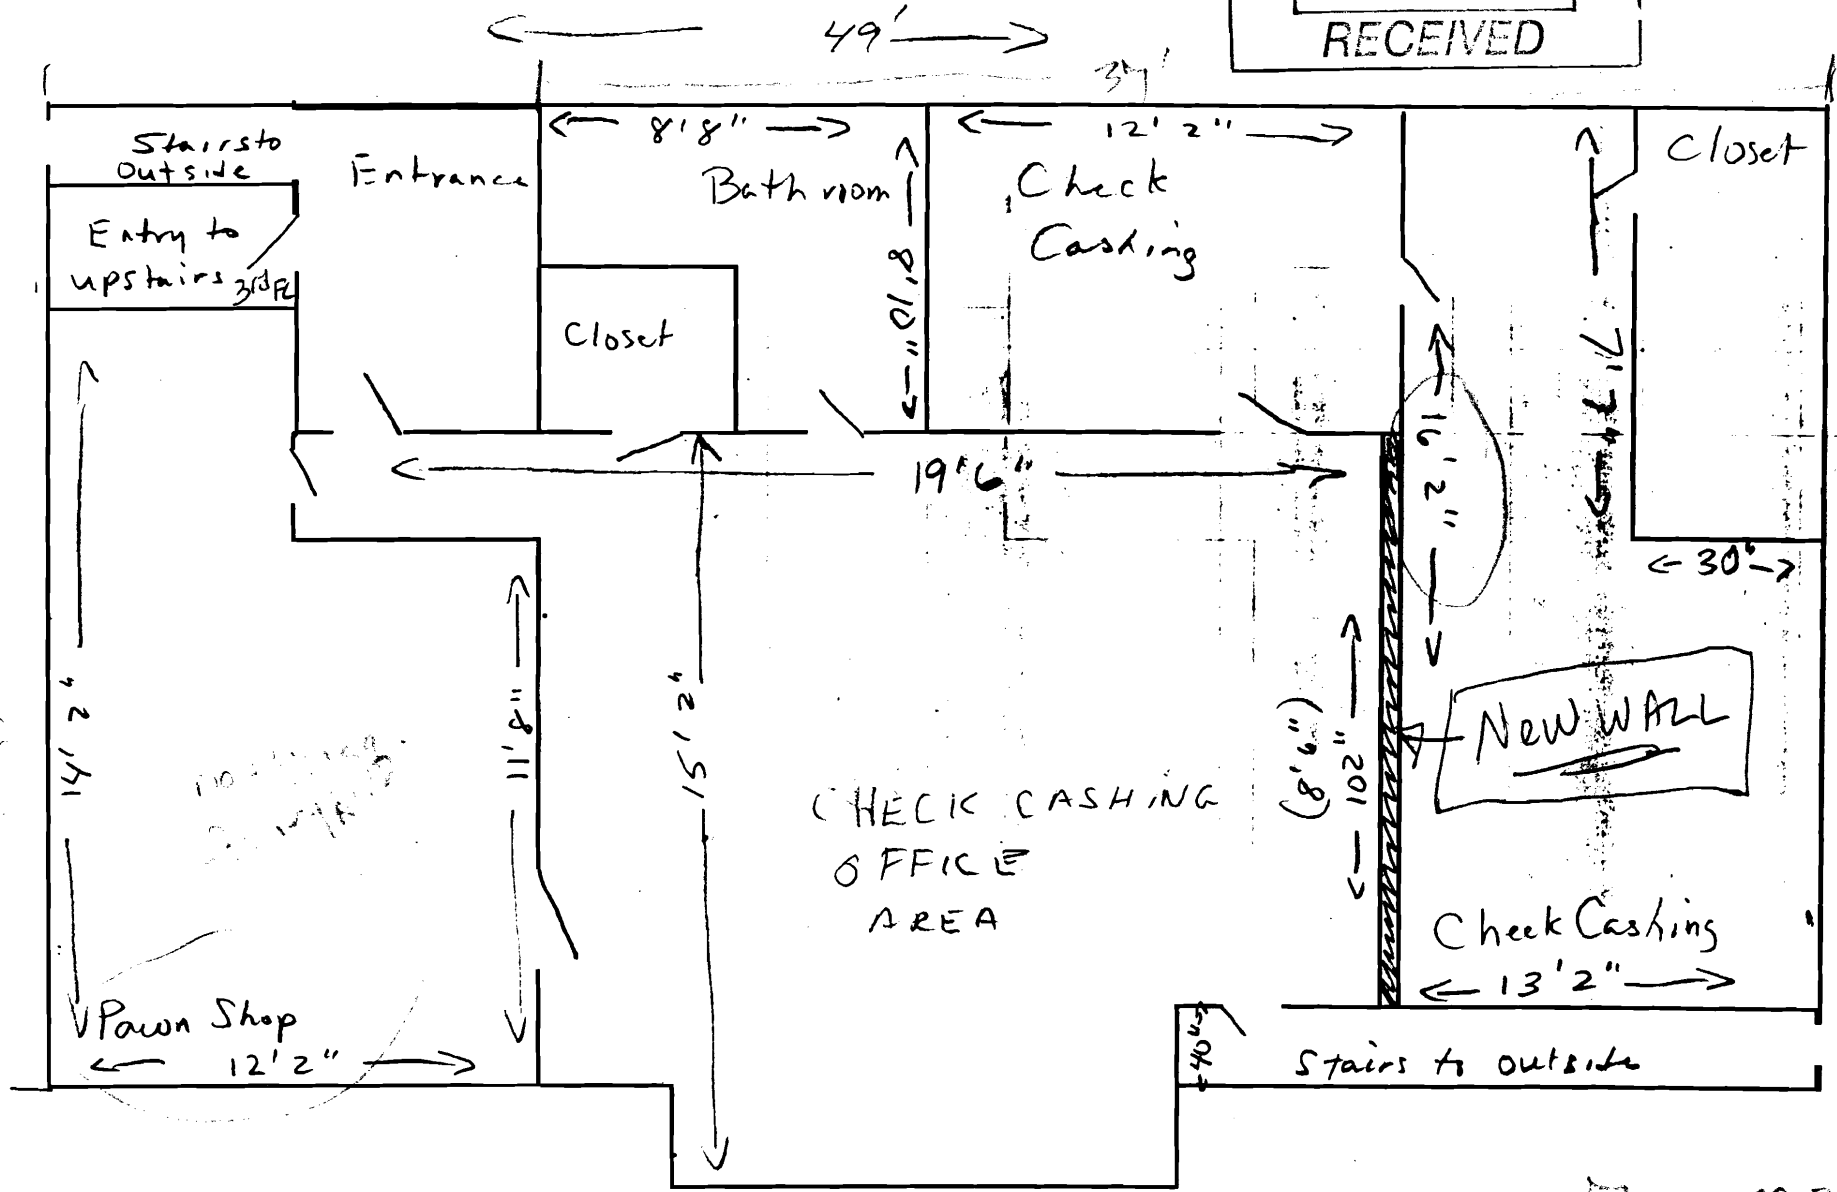 49'
RECEIVED
Stairs to
Outside
Entrance
8'8"
Bathroom
12'2"
Check
Cashing
Closet
Entry to
upstairs 3rd FL
Closet
8'10"
19'6"
16'2"
30"
14'2"
11'8"
15'2"
(8'6")
102"
NEW WALL
CHECK CASHING
OFFICE
AREA
Check Cashing
13'2"
Pawn Shop
12'2"
40"
Stairs to outside